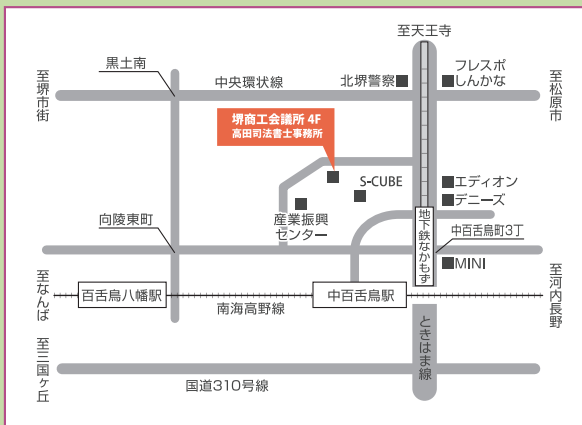 至天王寺
黒土南
中央環状線
北堺警察
フレスポ
しんかな
至堺市街
至松原市
堺商工会議所 4F
高田司法書士事務所
S-CUBE
エディオン
デニーズ
産業振興
センター
向陵東町
地下鉄なかもず
中百舌鳥町3丁
MINI
至なんば
百舌鳥八幡駅
南海高野線
中百舌鳥駅
至河内長野
ときはま線
至三国ヶ丘
国道310号線